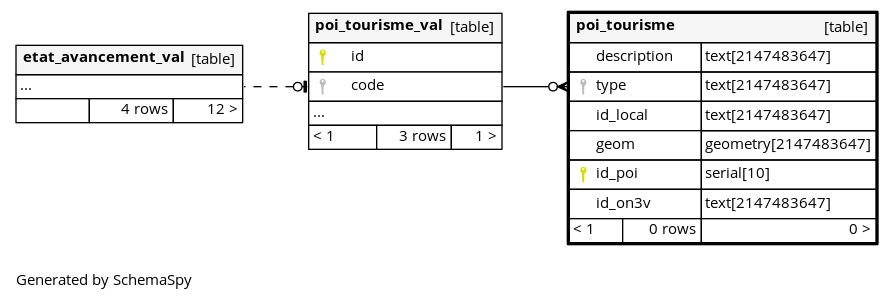 etat_avancement_val [table]
...
4 rows 12 >
poi_tourisme_val [table]
id
code
...
< 1 3 rows 1 >
poi_tourisme [table]
description text[2147483647]
type text[2147483647]
id_local text[2147483647]
geom geometry[2147483647]
id_poi serial[10]
id_on3v text[2147483647]
< 1 0 rows 0 >
Generated by SchemaSpy